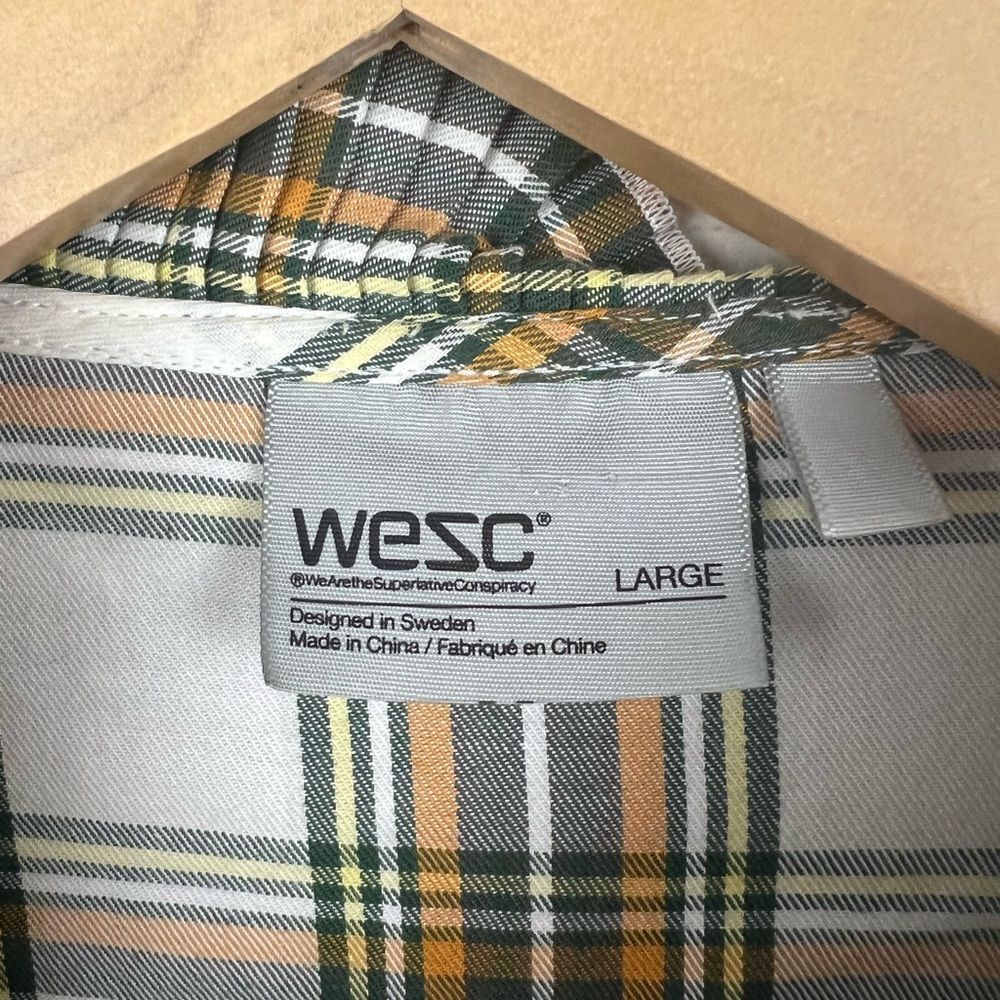 wesc®
®WeAretheSuperlativeConspiracy
LARGE
Designed in Sweden
Made in China / Fabriqué en Chine